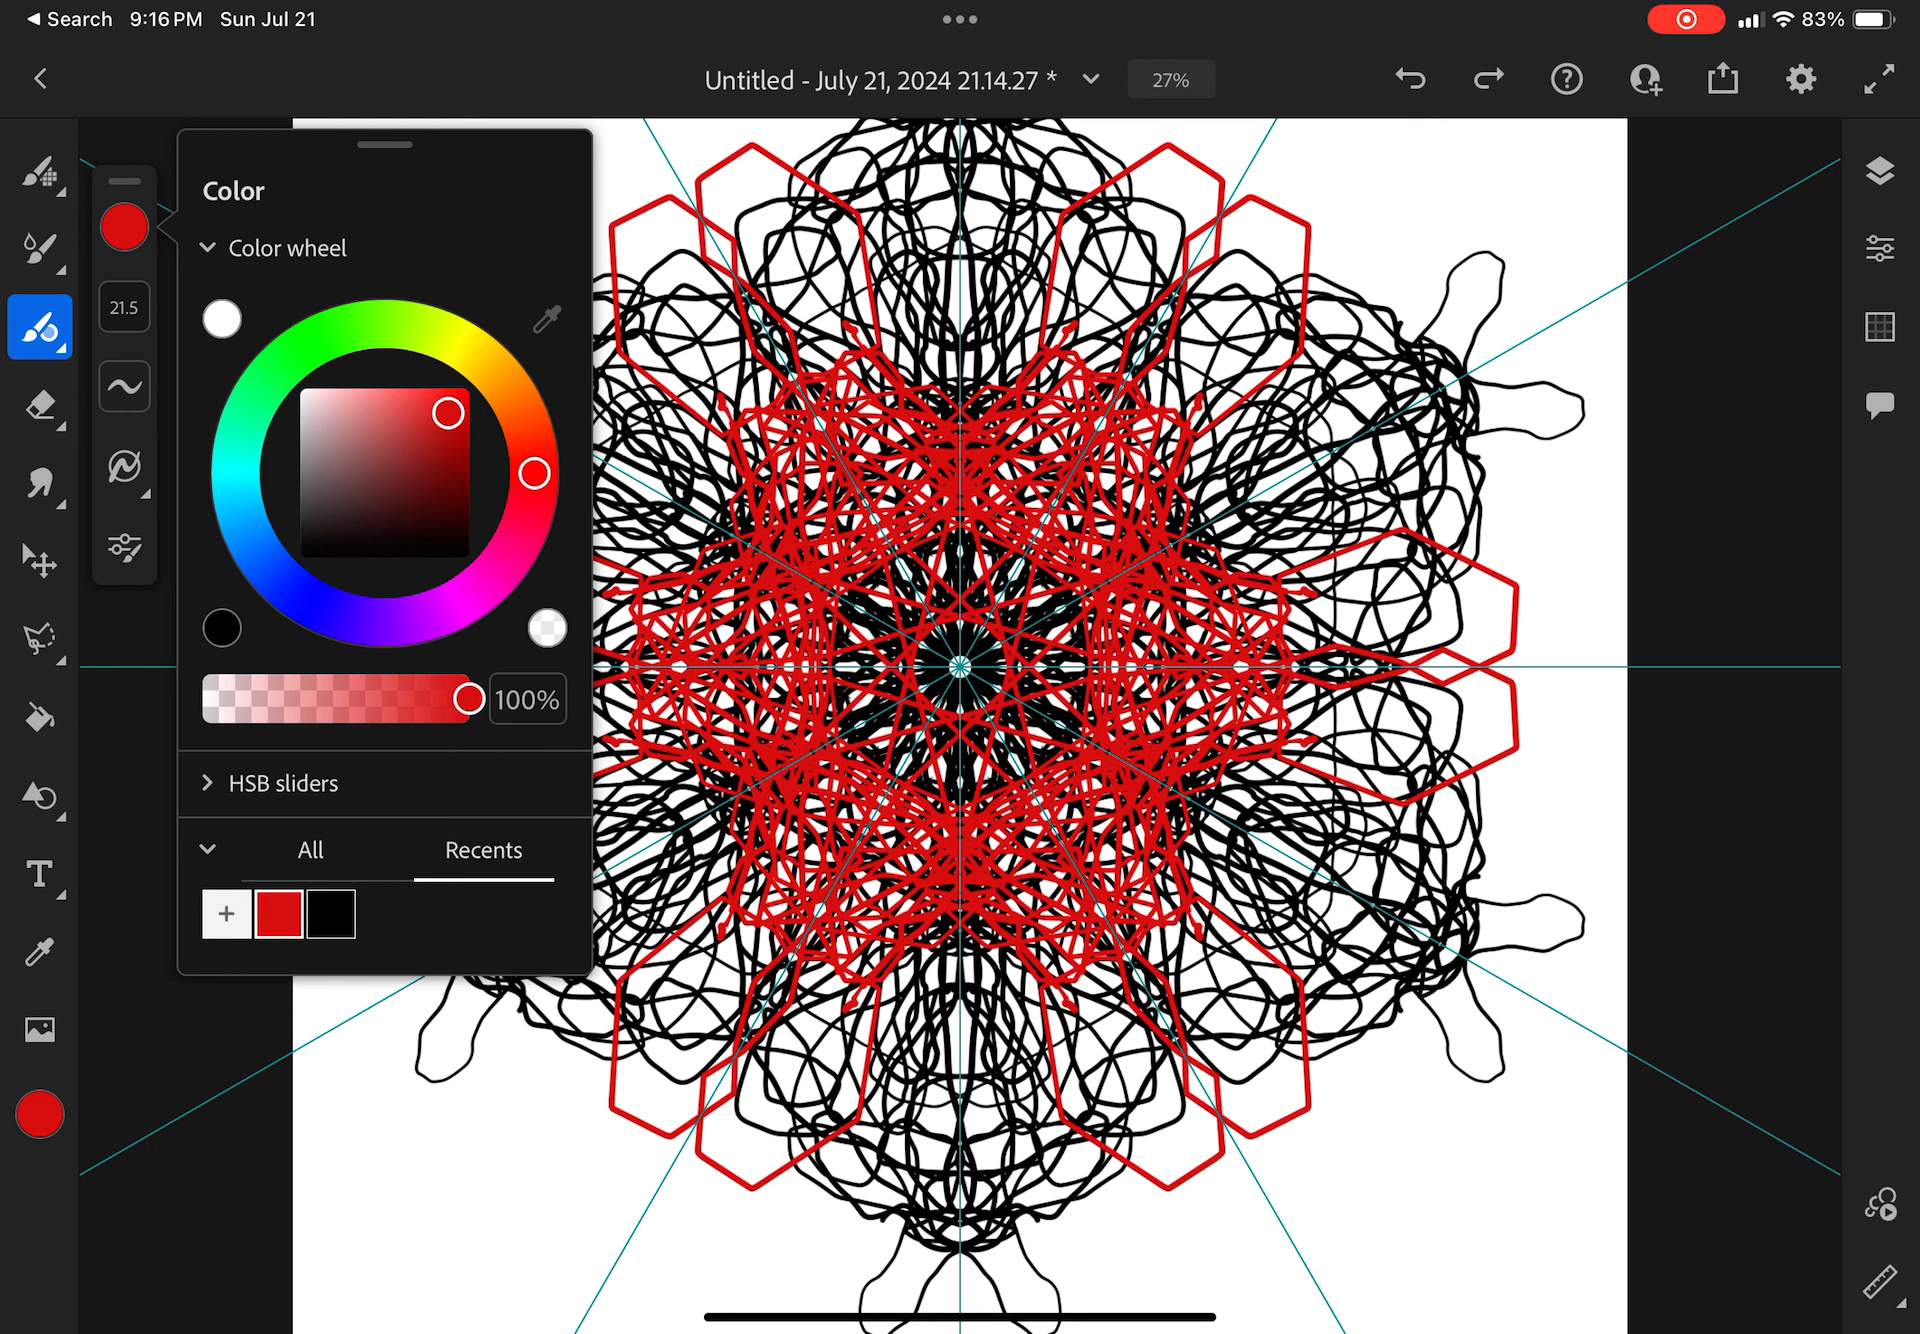 Search 9:16 PM Sun Jul 21
83%
Untitled - July 21, 2024 21.14.27 *
27%
Color
Color wheel
21.5
100%
HSB sliders
All
Recents
T